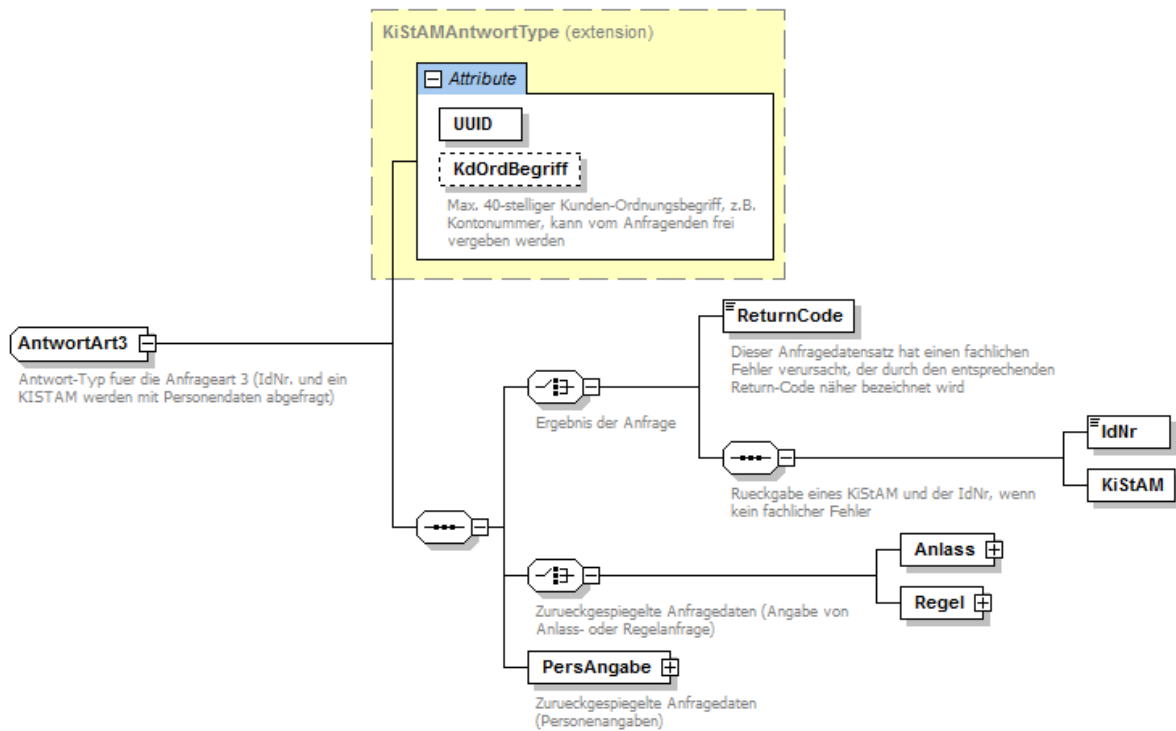 KiStAMAntwortType (extension)
Attribute
UUID
KdOrdBegriff
Max. 40-stelliger Kunden-Ordnungsbegriff, z.B.
Kontonummer, kann vom Anfragenden frei
vergeben werden
AntwortArt3
Antwort-Typ fuer die Anfrageart 3 (IdNr. und ein
KISTAM werden mit Personendaten abgefragt)
ReturnCode
Dieser Anfragedatensatz hat einen fachlichen
Fehler verursacht, der durch den entsprechenden
Return-Code näher bezeichnet wird
Ergebnis der Anfrage
IdNr
KiStAM
Rueckgabe eines KiStAM und der IdNr, wenn
kein fachlicher Fehler
Anlass
Regel
Zurueckgespiegelte Anfragedaten (Angabe von
Anlass- oder Regelanfrage)
PersAngabe
Zurueckgespiegelte Anfragedaten
(Personenangaben)